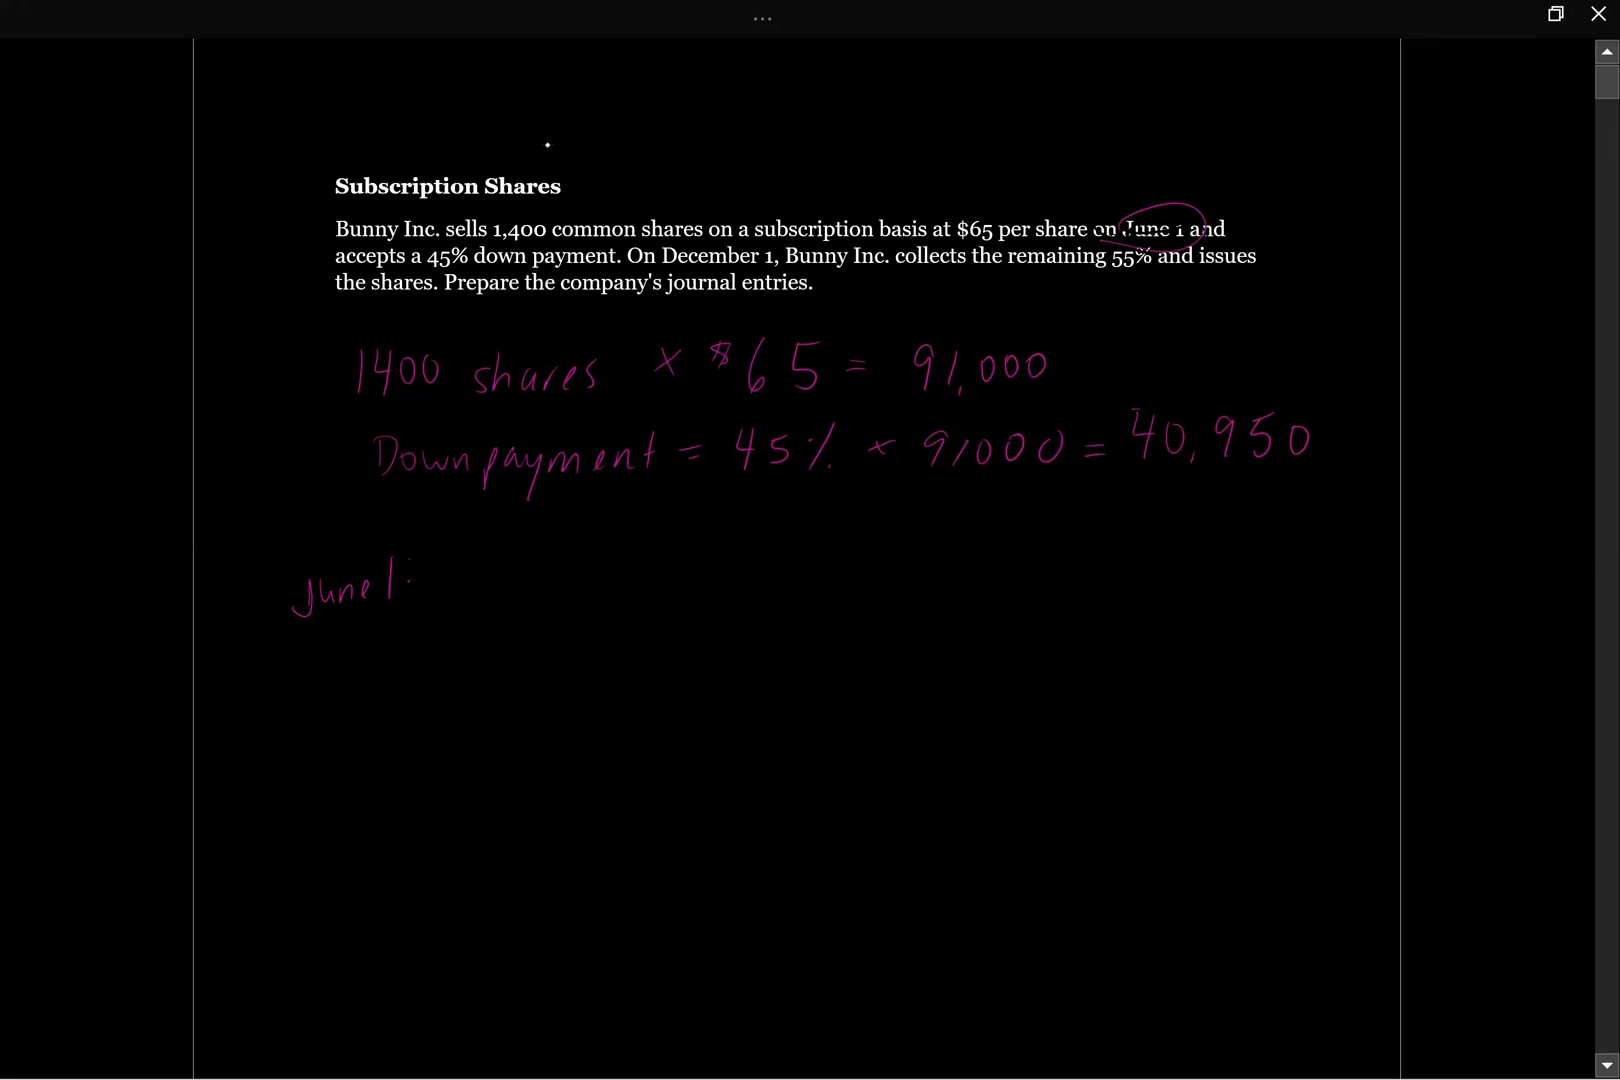 Subscription Shares
Bunny Inc. sells 1,400 common shares on a subscription basis at $65 per share on June 1 and
accepts a 45% down payment. On December 1, Bunny Inc. collects the remaining 55% and issues
the shares. Prepare the company's journal entries.
1400 shares × $65 = 91,000
Down payment = 45% × 91000 = 40,950
June 1: